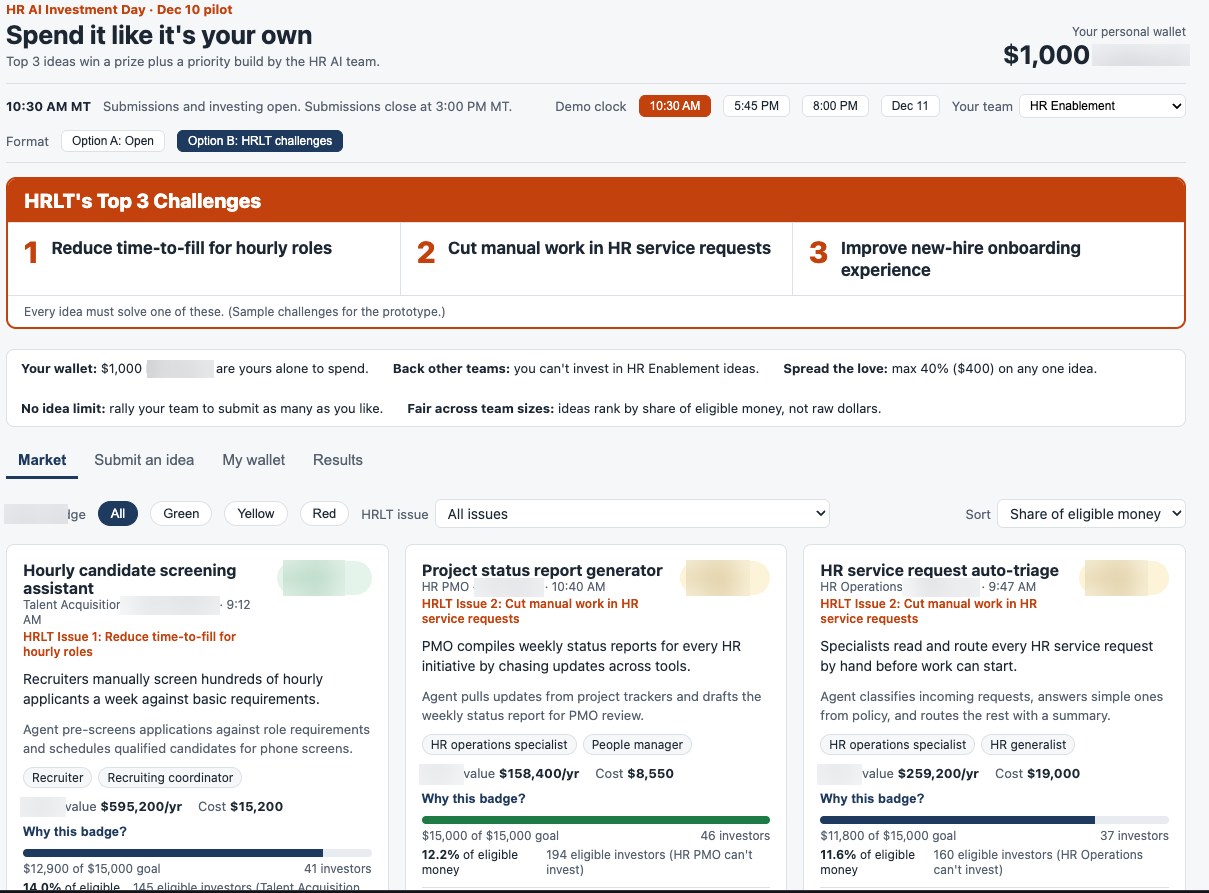 HR AI Investment Day · Dec 10 pilot
Spend it like it's your own
Top 3 ideas win a prize plus a priority build by the HR AI team.
Your personal wallet
$1,000
10:30 AM MT Submissions and investing open. Submissions close at 3:00 PM MT.
Demo clock 10:30 AM 5:45 PM 8:00 PM Dec 11 Your team HR Enablement
Format Option A: Open Option B: HRLT challenges
HRLT's Top 3 Challenges
1 Reduce time-to-fill for hourly roles
2 Cut manual work in HR service requests
3 Improve new-hire onboarding
experience
Every idea must solve one of these. (Sample challenges for the prototype.)
Your wallet: $1,000 are yours alone to spend. Back other teams: you can't invest in HR Enablement ideas. Spread the love: max 40% ($400) on any one idea.
No idea limit: rally your team to submit as many as you like. Fair across team sizes: ideas rank by share of eligible money, not raw dollars.
Market Submit an idea My wallet Results
All Green Yellow Red HRLT issue All issues Sort Share of eligible money
Hourly candidate screening
assistant
Talent Acquisition · 9:12
AM
HRLT Issue 1: Reduce time-to-fill for
hourly roles
Recruiters manually screen hundreds of hourly
applicants a week against basic requirements.
Agent pre-screens applications against role requirements
and schedules qualified candidates for phone screens.
Recruiter Recruiting coordinator
value $595,200/yr Cost $15,200
Why this badge?
$12,900 of $15,000 goal 41 investors
14.0% of eligible 145 eligible investors (Talent Acquisition
Project status report generator
HR PMO · 10:40 AM
HRLT Issue 2: Cut manual work in HR
service requests
PMO compiles weekly status reports for every HR
initiative by chasing updates across tools.
Agent pulls updates from project trackers and drafts the
weekly status report for PMO review.
HR operations specialist People manager
value $158,400/yr Cost $8,550
Why this badge?
$15,000 of $15,000 goal 46 investors
12.2% of eligible
money
194 eligible investors (HR PMO can't
invest)
HR service request auto-triage
HR Operations · 9:47 AM
HRLT Issue 2: Cut manual work in HR
service requests
Specialists read and route every HR service request
by hand before work can start.
Agent classifies incoming requests, answers simple ones
from policy, and routes the rest with a summary.
HR operations specialist HR generalist
value $259,200/yr Cost $19,000
Why this badge?
$11,800 of $15,000 goal 37 investors
11.6% of eligible
money
160 eligible investors (HR Operations
can't invest)